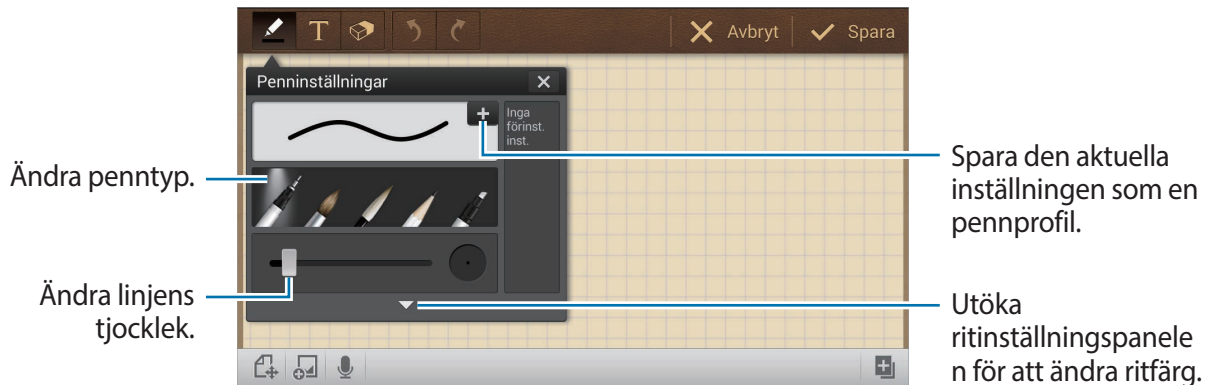 T
Avbryt
Spara
Penninställningar
Inga
förinst.
inst.
Ändra penntyp.
Ändra linjens
tjocklek.
Spara den aktuella
inställningen som en
pennprofil.
Utöka
ritinställningspanele
n för att ändra ritfärg.